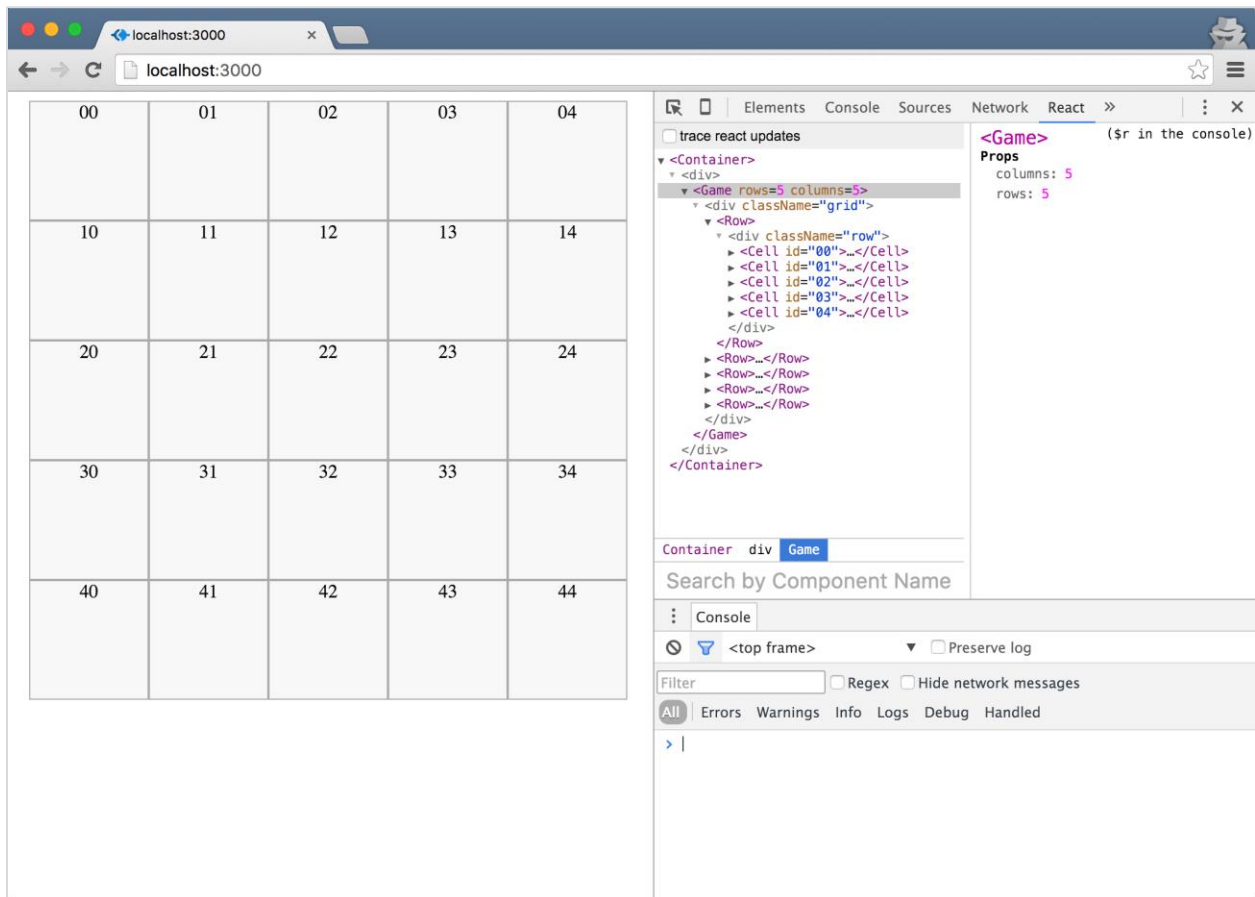 localhost:3000
localhost:3000
00 01 02 03 04
10 11 12 13 14
20 21 22 23 24
30 31 32 33 34
40 41 42 43 44
Elements Console Sources Network React »
trace react updates
<Container>
<div>
<Game rows=5 columns=5>
<div className="grid">
<Row>
<div className="row">
<Cell id="00">…</Cell>
<Cell id="01">…</Cell>
<Cell id="02">…</Cell>
<Cell id="03">…</Cell>
<Cell id="04">…</Cell>
</div>
</Row>
<Row>…</Row>
<Row>…</Row>
<Row>…</Row>
<Row>…</Row>
</div>
</Game>
</div>
</Container>
<Game> ($r in the console)
Props
columns: 5
rows: 5
Container div Game
Search by Component Name
Console
<top frame> ▼ Preserve log
Filter Regex Hide network messages
All Errors Warnings Info Logs Debug Handled
>